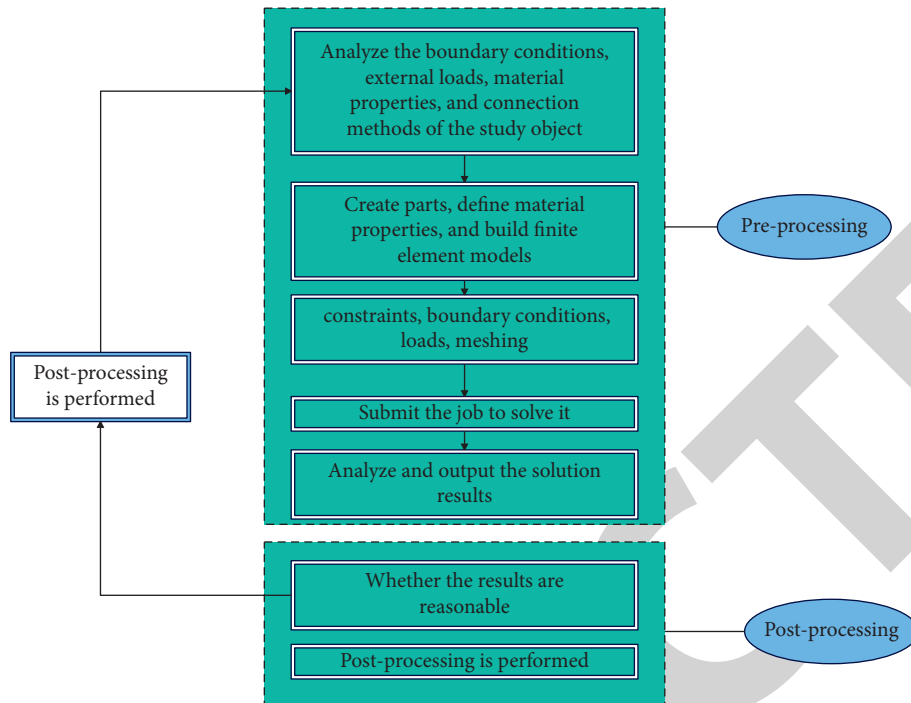 Analyze the boundary conditions,
external loads, material
properties, and connection
methods of the study object
Create parts, define material
properties, and build finite
element models
Pre-processing
constraints, boundary conditions,
loads, meshing
Post-processing
is performed
Submit the job to solve it
Analyze and output the solution
results
Whether the results are
reasonable
Post-processing
Post-processing is performed